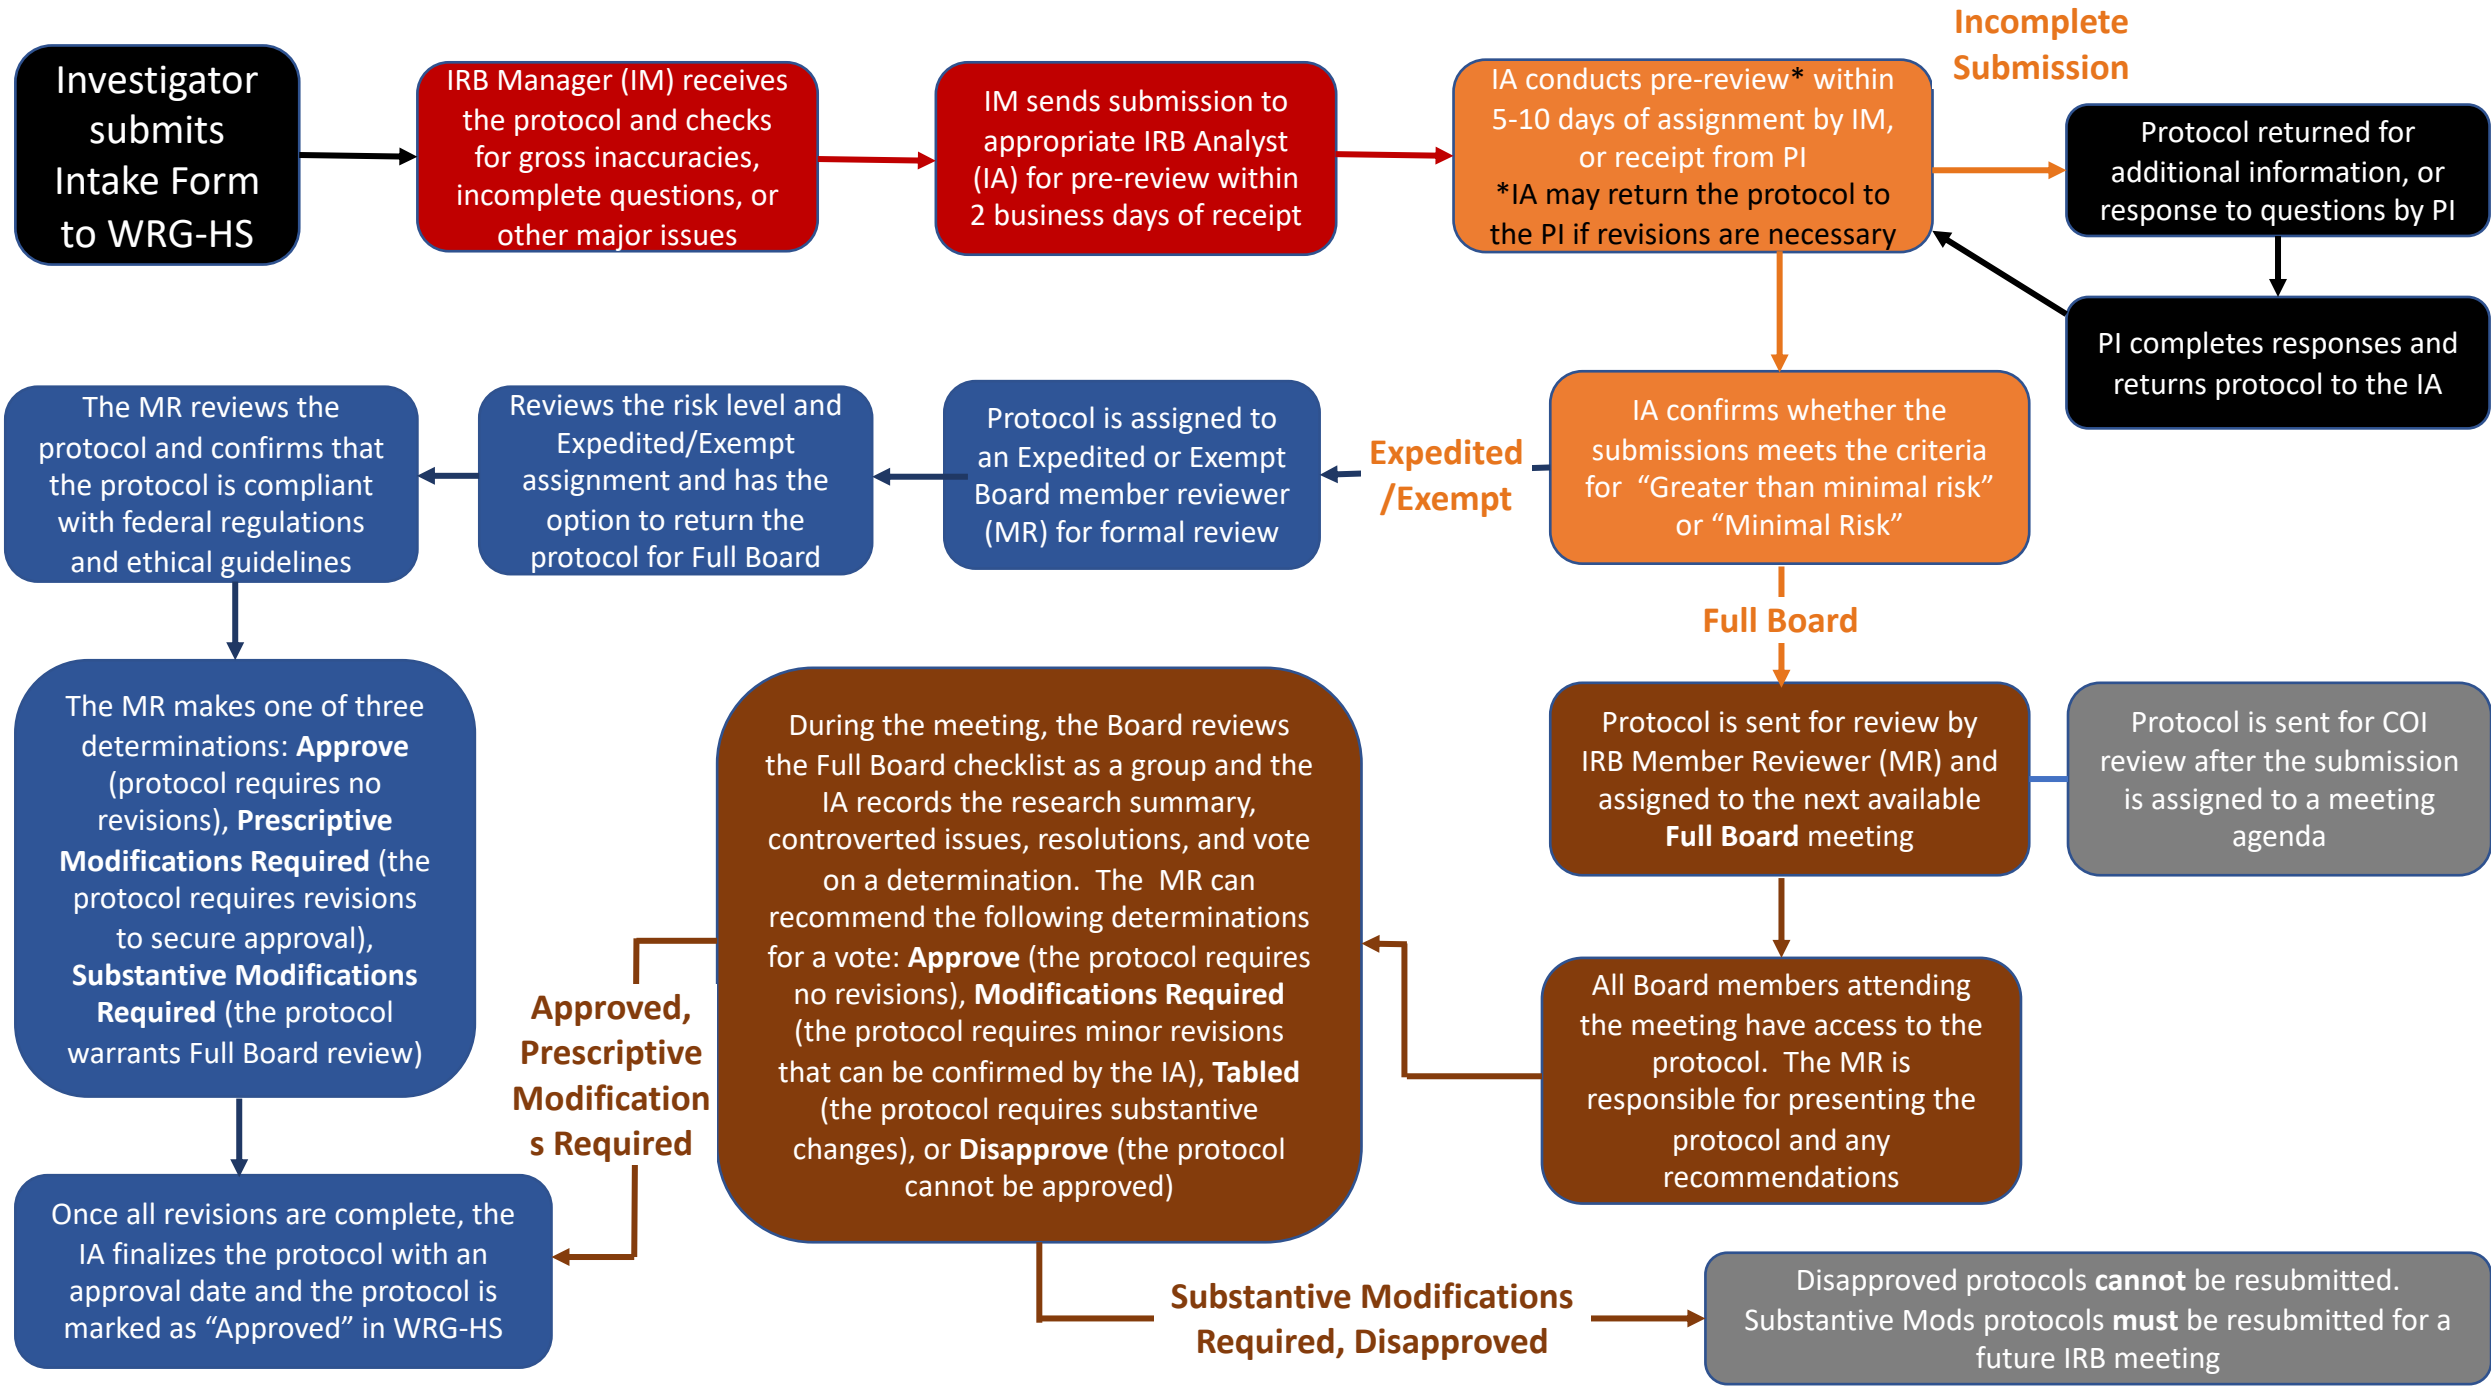 Investigator
submits
Intake Form
to WRG-HS
IRB Manager (IM) receives
the protocol and checks
for gross inaccuracies,
incomplete questions, or
other major issues
IM sends submission to
appropriate IRB Analyst
(IA) for pre-review within
2 business days of receipt
IA conducts pre-review* within
5-10 days of assignment by IM,
or receipt from PI
*IA may return the protocol to
the PI if revisions are necessary
Incomplete
Submission
Protocol returned for
additional information, or
response to questions by PI
PI completes responses and
returns protocol to the IA
IA confirms whether the
submissions meets the criteria
for “Greater than minimal risk”
or “Minimal Risk”
Expedited
/Exempt
Protocol is assigned to
an Expedited or Exempt
Board member reviewer
(MR) for formal review
Reviews the risk level and
Expedited/Exempt
assignment and has the
option to return the
protocol for Full Board
The MR reviews the
protocol and confirms that
the protocol is compliant
with federal regulations
and ethical guidelines
The MR makes one of three
determinations: Approve
(protocol requires no
revisions), Prescriptive
Modifications Required (the
protocol requires revisions
to secure approval),
Substantive Modifications
Required (the protocol
warrants Full Board review)
Once all revisions are complete, the
IA finalizes the protocol with an
approval date and the protocol is
marked as “Approved” in WRG-HS
Full Board
Protocol is sent for review by
IRB Member Reviewer (MR) and
assigned to the next available
Full Board meeting
Protocol is sent for COI
review after the submission
is assigned to a meeting
agenda
All Board members attending
the meeting have access to the
protocol.  The MR is
responsible for presenting the
protocol and any
recommendations
During the meeting, the Board reviews
the Full Board checklist as a group and the
IA records the research summary,
controverted issues, resolutions, and vote
on a determination.  The  MR can
recommend the following determinations
for a vote: Approve (the protocol requires
no revisions), Modifications Required
(the protocol requires minor revisions
that can be confirmed by the IA), Tabled
(the protocol requires substantive
changes), or Disapprove (the protocol
cannot be approved)
Approved,
Prescriptive
Modification
s Required
Substantive Modifications
Required, Disapproved
Disapproved protocols cannot be resubmitted.
Substantive Mods protocols must be resubmitted for a
future IRB meeting